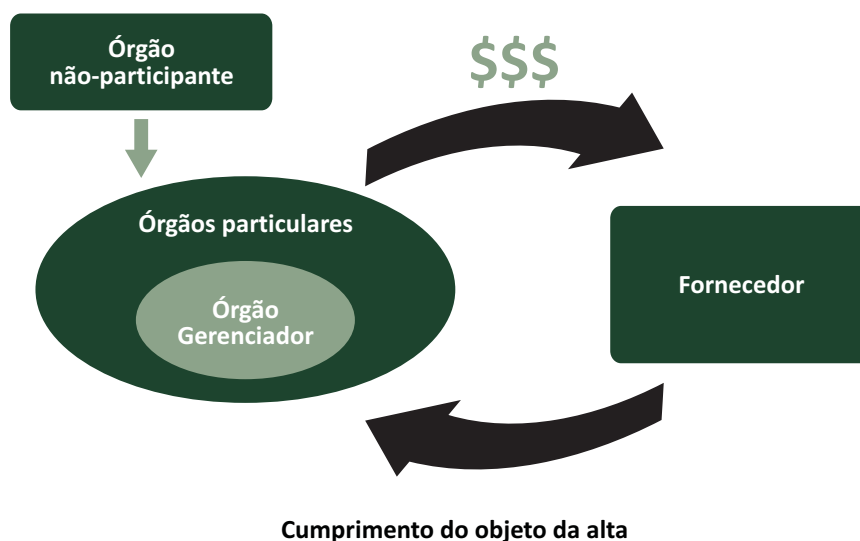 Órgão
não-participante
$$$
Órgãos particulares
Órgão
Gerenciador
Fornecedor
Cumprimento do objeto da alta